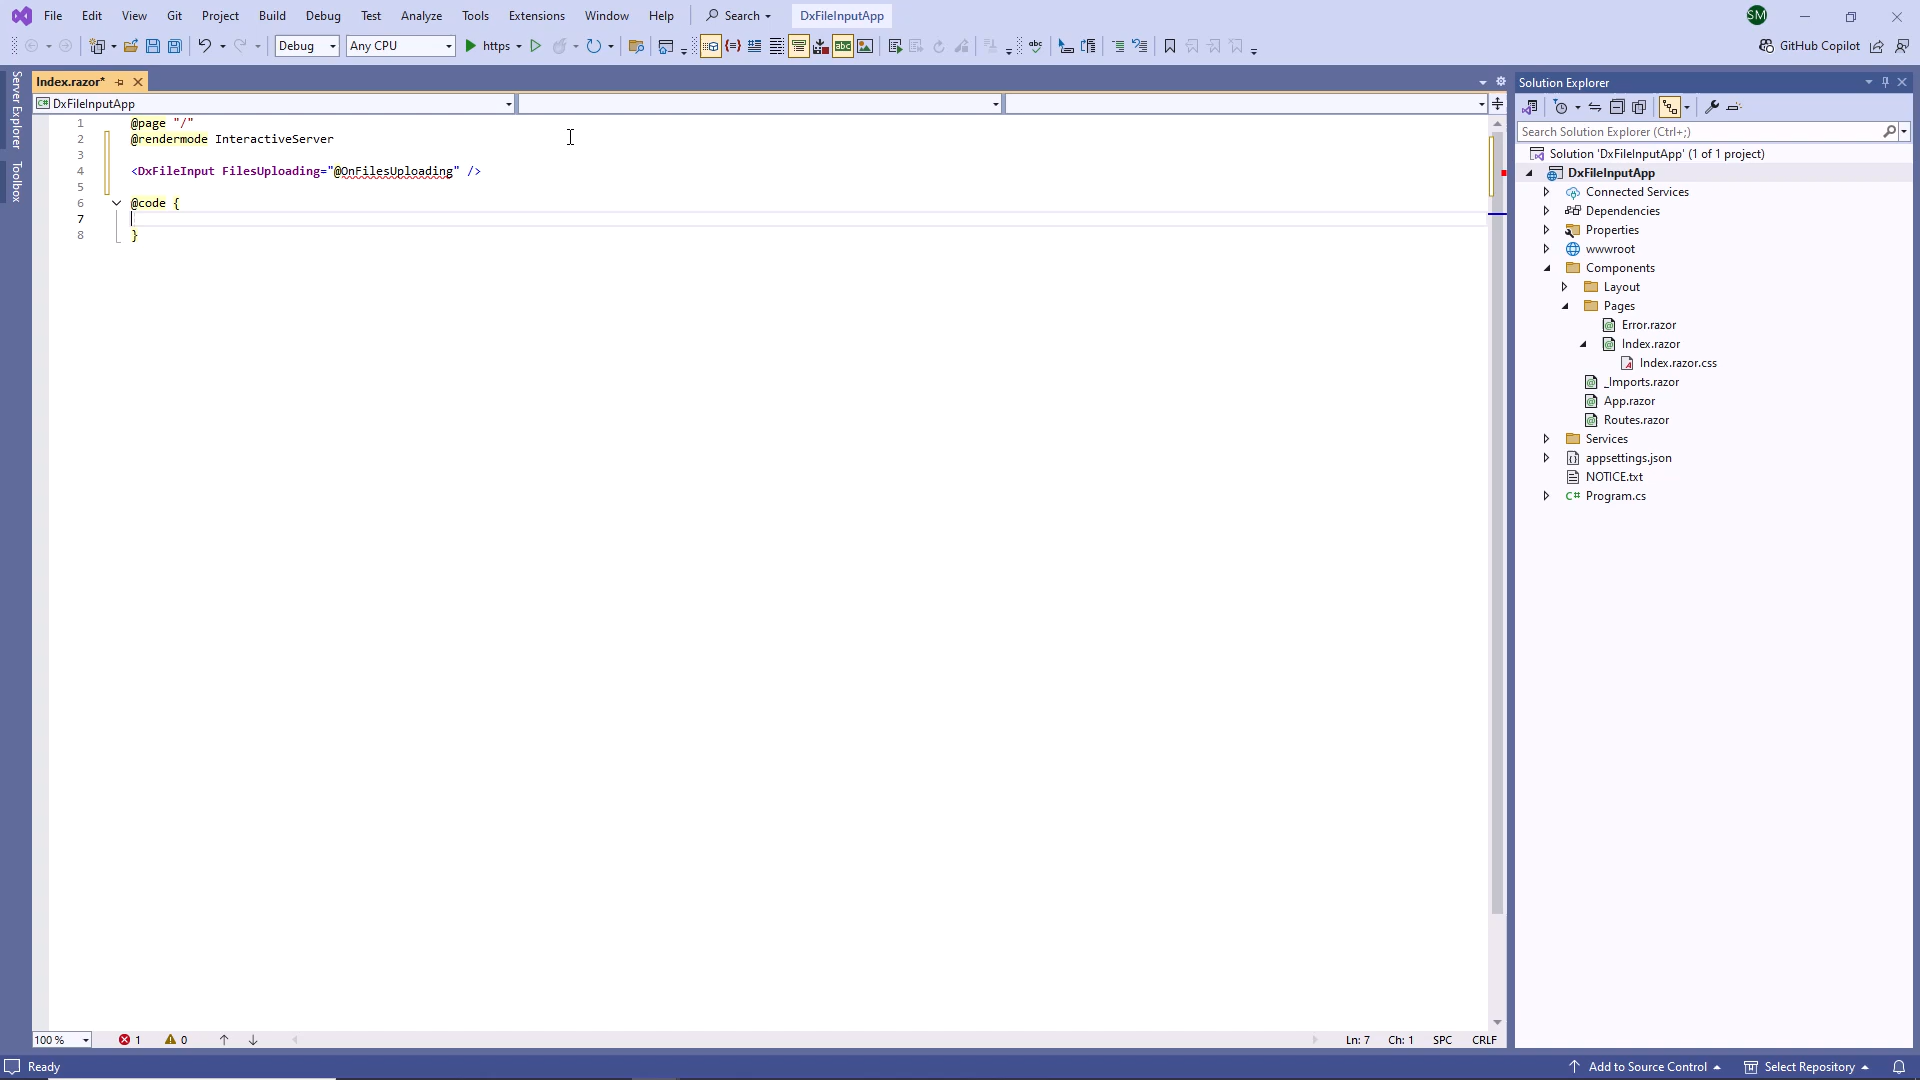 File Edit View Git Project Build Debug Test Analyze Tools Extensions Window Help Search DxFileInputApp SM
Debug Any CPU https GitHub Copilot
Server Explorer
Toolbox
Index.razor*
DxFileInputApp
1 @page "/"
2 @rendermode InteractiveServer
3
4 <DxFileInput FilesUploading="@OnFilesUploading" />
5
6 @code {
7
8 }
Solution Explorer
Search Solution Explorer (Ctrl+;)
Solution 'DxFileInputApp' (1 of 1 project)
DxFileInputApp
Connected Services
Dependencies
Properties
wwwroot
Components
Layout
Pages
Error.razor
Index.razor
Index.razor.css
_Imports.razor
App.razor
Routes.razor
Services
appsettings.json
NOTICE.txt
C# Program.cs
100 % 1 0 Ln: 7 Ch: 1 SPC CRLF
Ready Add to Source Control Select Repository